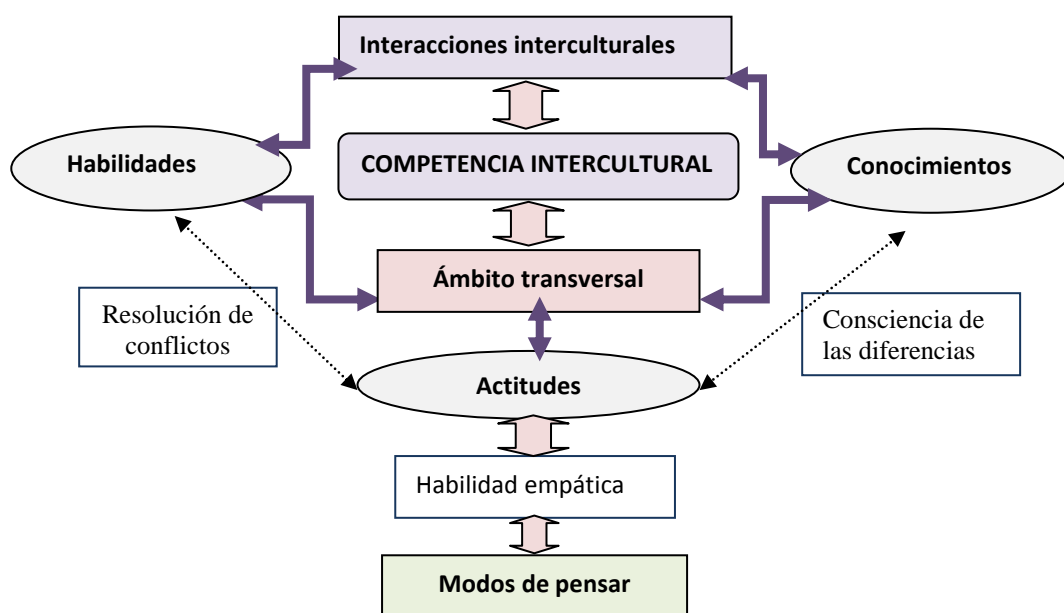 Interacciones interculturales
Habilidades
COMPETENCIA INTERCULTURAL
Conocimientos
Ámbito transversal
Resolución de
conflictos
Consciencia de
las diferencias
Actitudes
Habilidad empática
Modos de pensar